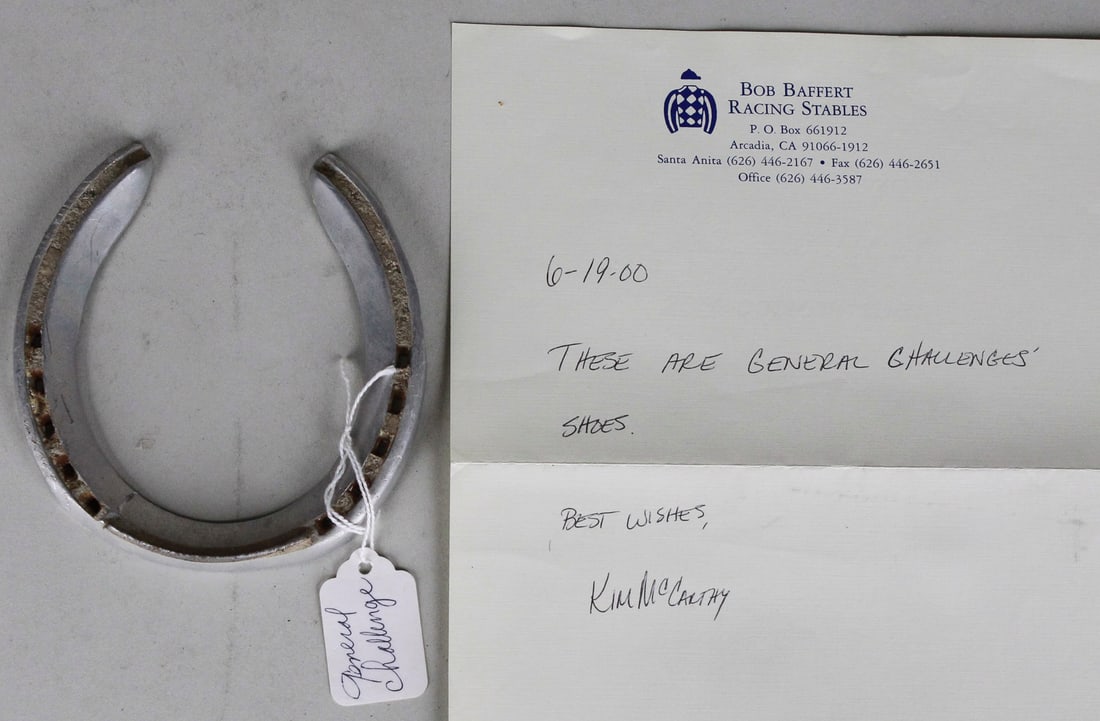 BOB BAFFERT
RACING STABLES
P. O. Box 661912
Arcadia, CA 91066-1912
Santa Anita (626) 446-2167 • Fax (626) 446-2651
Office (626) 446-3587
6-19-00
THESE ARE GENERAL CHALLENGES'
SHOES.
BEST WISHES,
KIM McCARTHY
General
Challenge